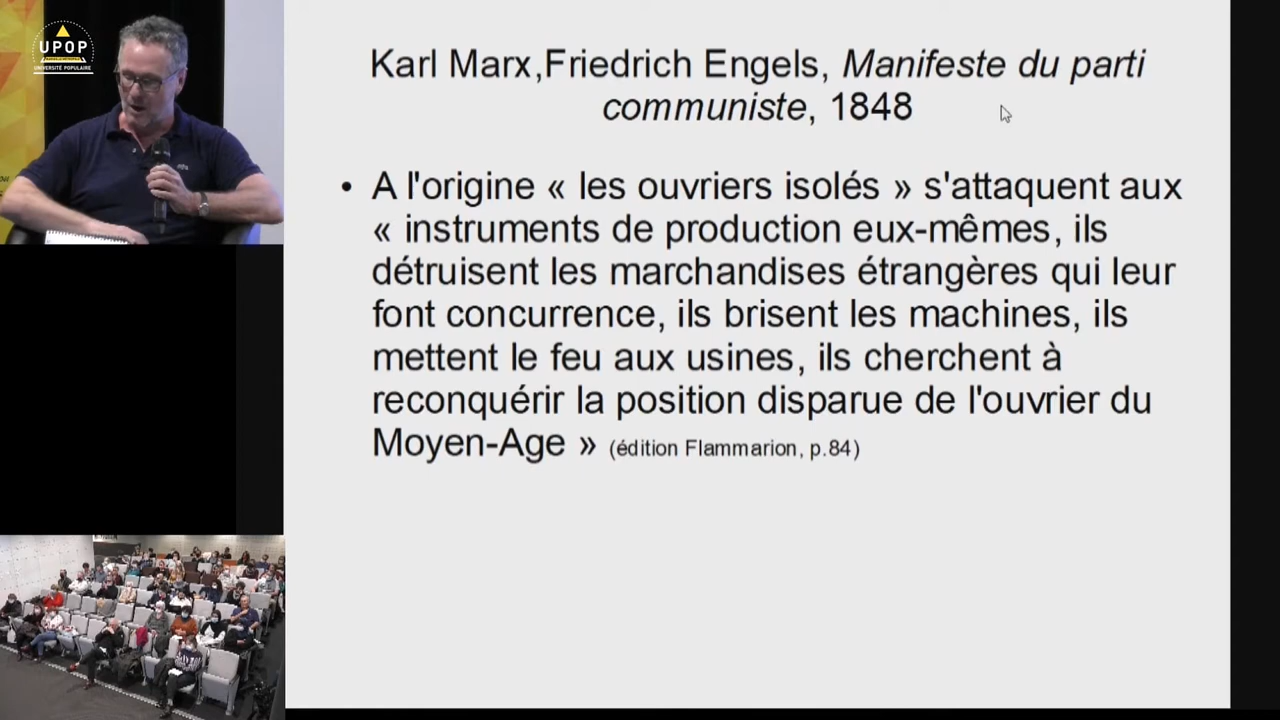 UPOP
UNIVERSITÉ POPULAIRE
Karl Marx,Friedrich Engels, Manifeste du parti
communiste, 1848
• A l'origine « les ouvriers isolés » s'attaquent aux
« instruments de production eux-mêmes, ils
détruisent les marchandises étrangères qui leur
font concurrence, ils brisent les machines, ils
mettent le feu aux usines, ils cherchent à
reconquérir la position disparue de l'ouvrier du
Moyen-Age » (édition Flammarion, p.84)